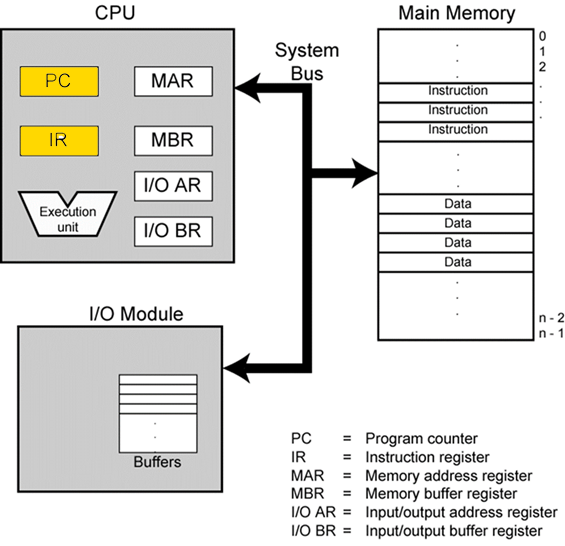 CPU
PC
MAR
IR
MBR
I/O AR
Execution
unit
I/O BR
System
Bus
Main Memory
0
1
2
.
.
.
.
.
.
Instruction
Instruction
Instruction
.
.
.
Data
Data
Data
Data
.
.
.
n - 2
n - 1
I/O Module
.
.
Buffers
PC = Program counter
IR = Instruction register
MAR = Memory address register
MBR = Memory buffer register
I/O AR = Input/output address register
I/O BR = Input/output buffer register